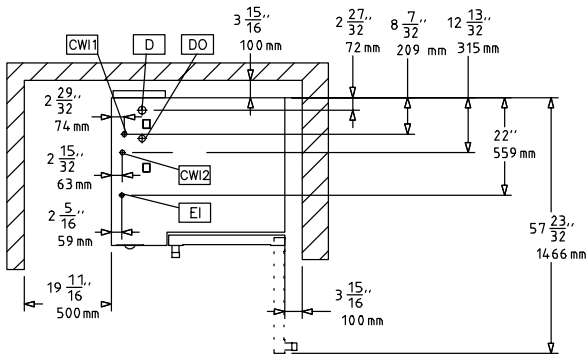 3 15/16 ,,
100 mm
2 27/32 ,,
72 mm
8 7/32 ,,
209 mm
12 13/32 ,,
315 mm
CWI1
D
DO
2 29/32 ,,
74 mm
2 15/32 ,,
63 mm
CWI2
22 ,,
559 mm
2 5/16 ,,
59 mm
EI
57 23/32 ,,
1466 mm
19 11/16 ,,
500 mm
3 15/16 ,,
100 mm